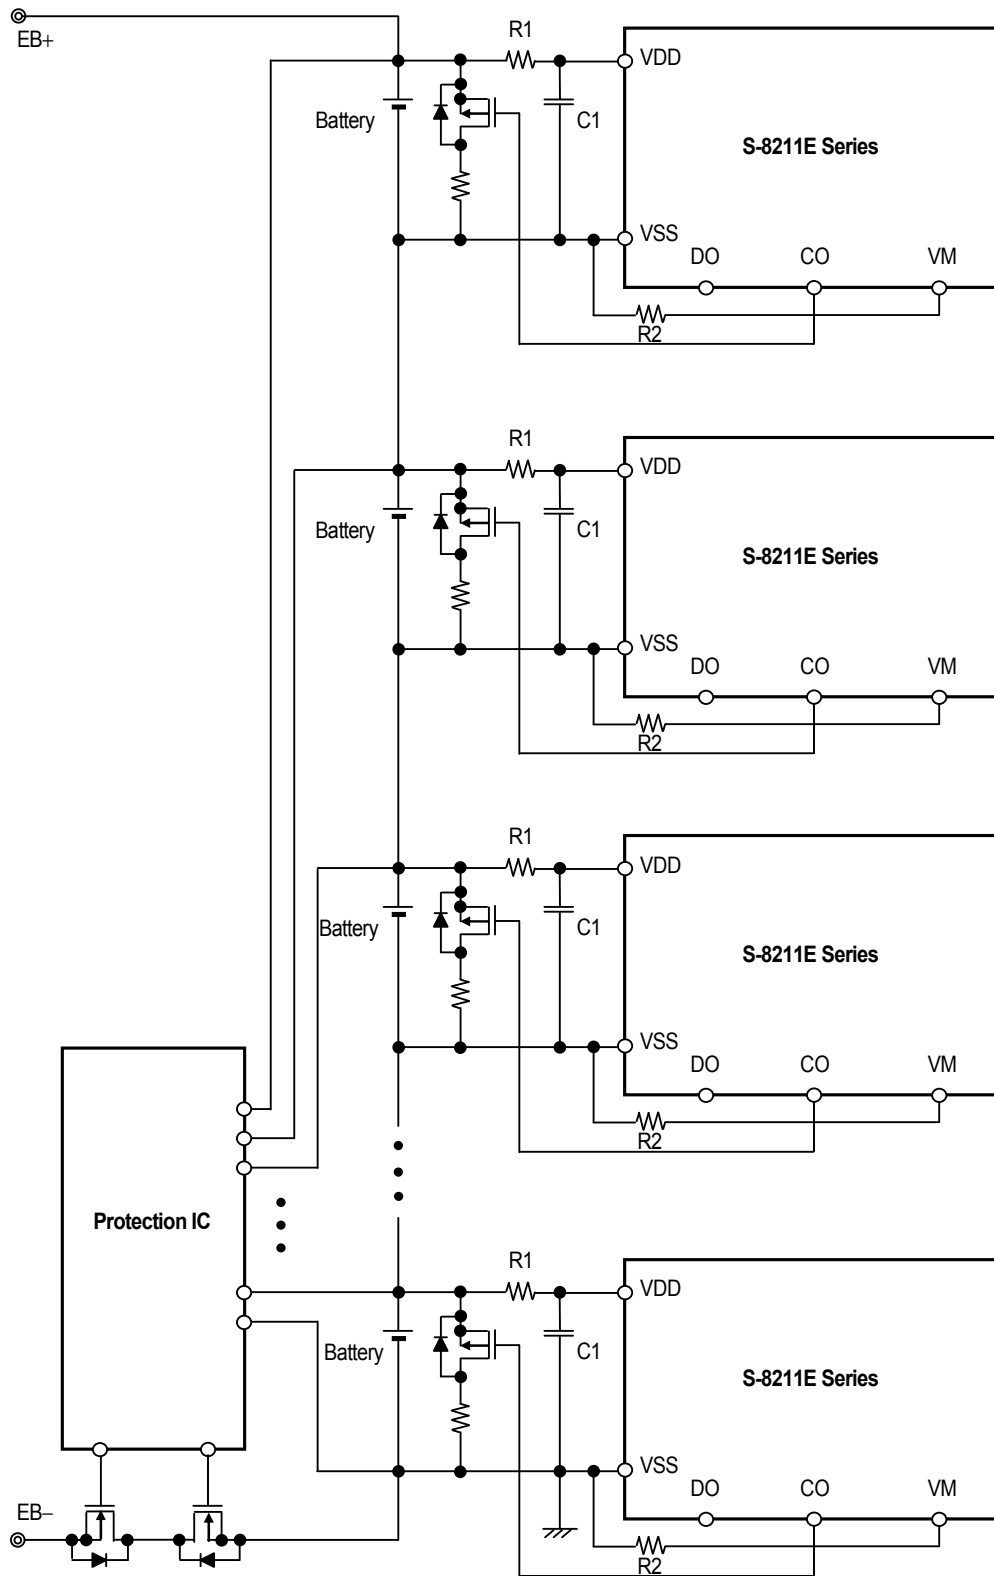 EB+
R1
VDD
Battery
C1
S-8211E Series
VSS
DO
CO
VM
R2
R1
VDD
Battery
C1
S-8211E Series
VSS
DO
CO
VM
R2
R1
VDD
Battery
C1
S-8211E Series
VSS
DO
CO
VM
R2
Protection IC
R1
VDD
Battery
C1
S-8211E Series
VSS
DO
CO
VM
EB−
R2